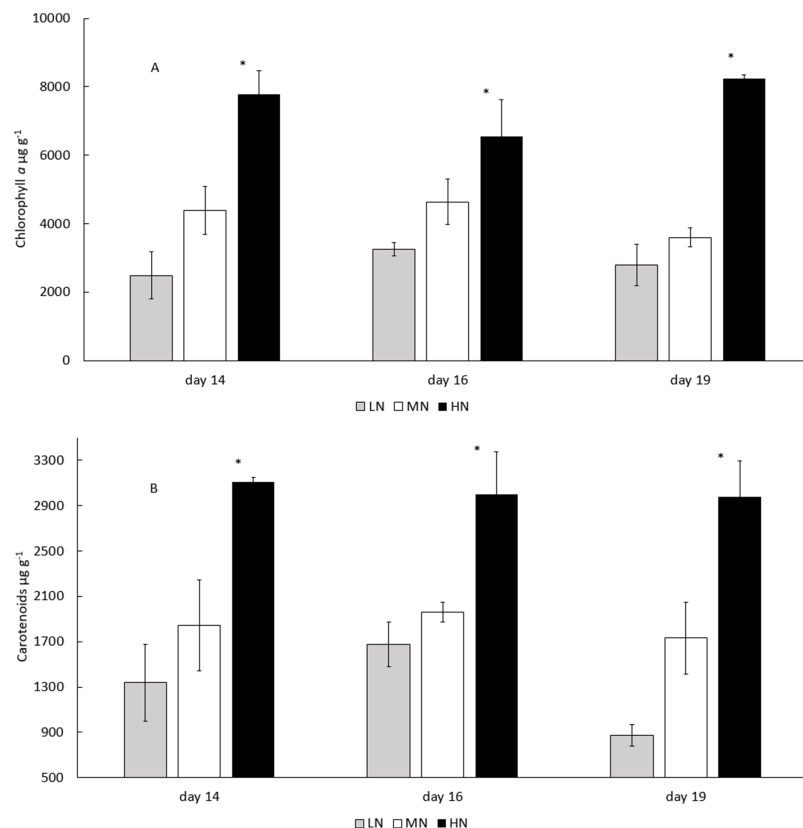 10000
*
A
*
8000
*
6000
4000
2000
0
Chlorophyll a µg g-1
day 14 day 16 day 19
LN MN HN
3300
*
*
*
B
2900
2500
2100
1700
1300
900
500
Carotenoids µg g-1
day 14 day 16 day 19
LN MN HN